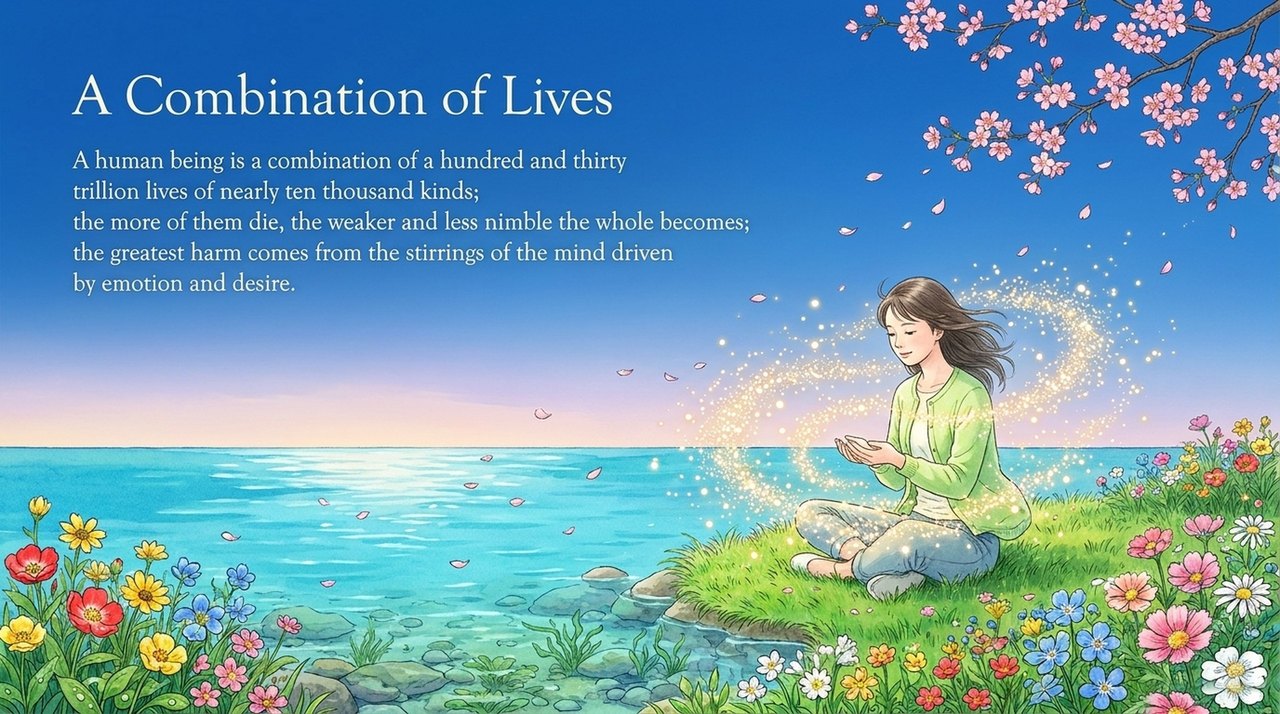 A Combination of Lives
A human being is a combination of a hundred and thirty
trillion lives of nearly ten thousand kinds;
the more of them die, the weaker and less nimble the whole becomes;
the greatest harm comes from the stirrings of the mind driven
by emotion and desire.